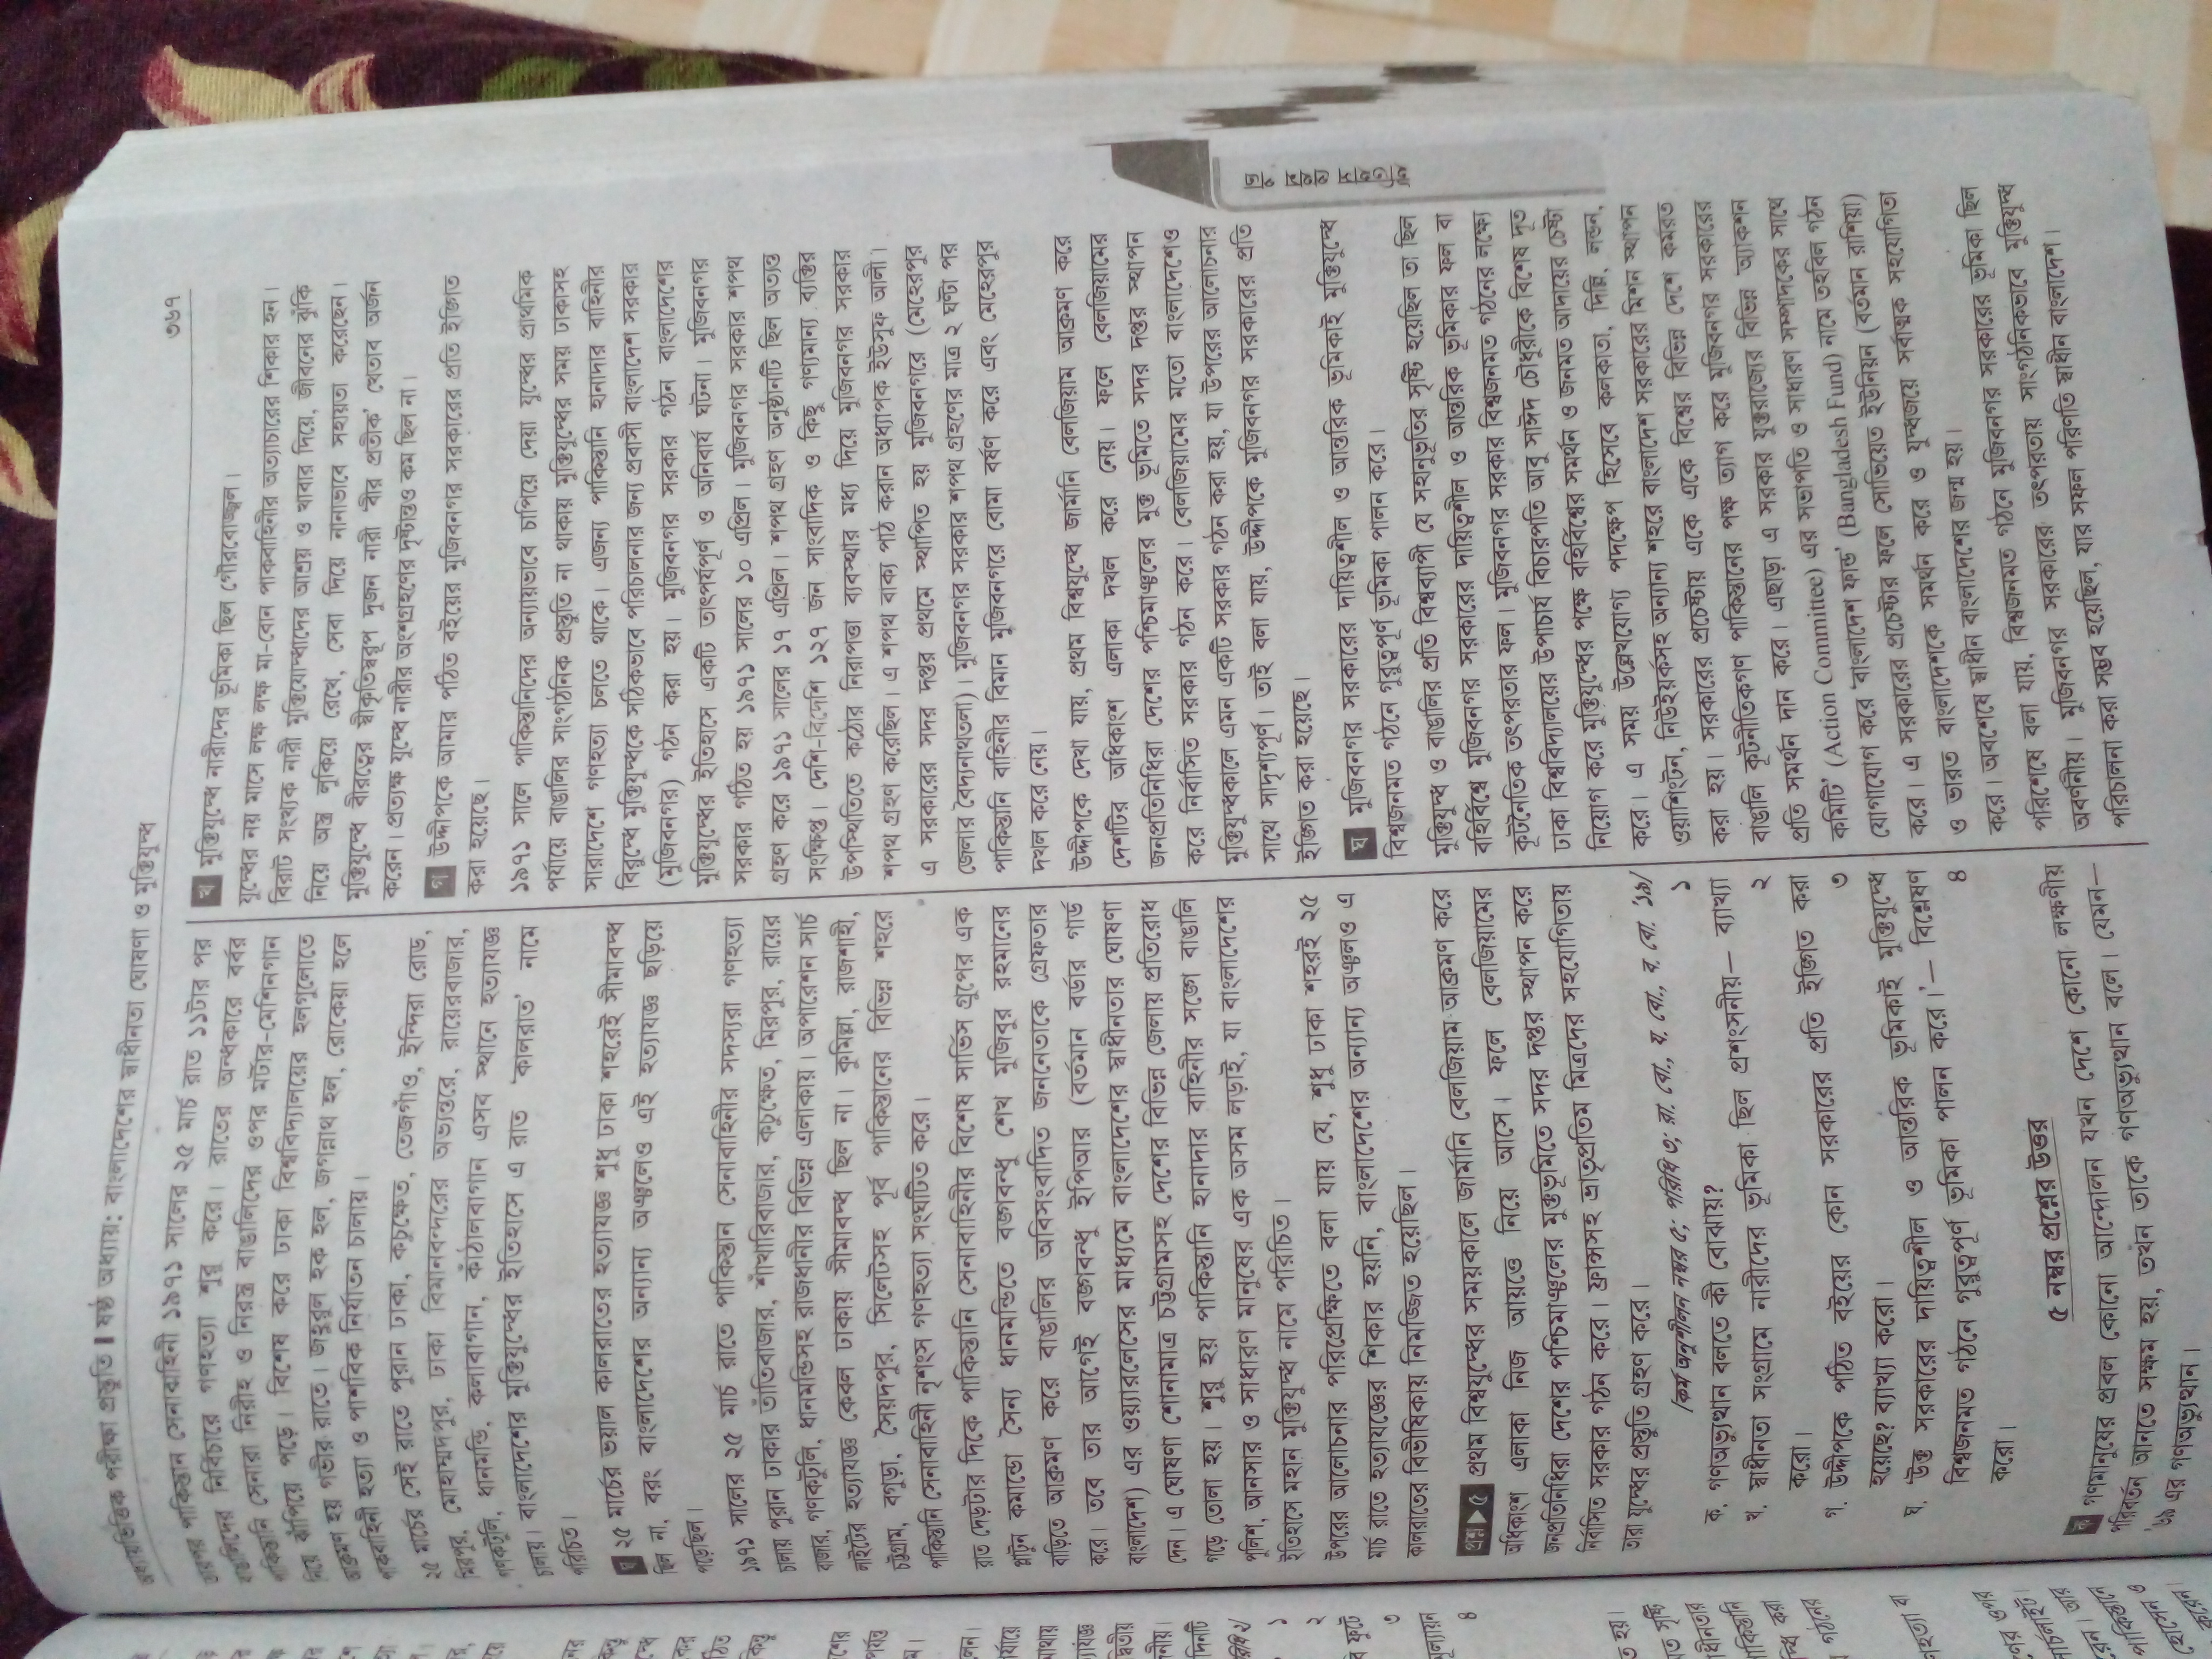 অধ্যায়ভিত্তিক পরীক্ষা প্রস্তুতি | ষষ্ঠ অধ্যায়: বাংলাদেশের স্বাধীনতা ঘোষণা ও মুক্তিযুদ্ধ
৩৬৭
তারপর পাকিস্তান সেনাবাহিনী ১৯৭১ সালের ২৫ মার্চ রাত ১১টার পর
বাঙালিদের নির্বিচারে গণহত্যা শুরু করে। রাতের অন্ধকারে বর্বর
পাকিস্তানি সেনারা নিরীহ ও নিরস্ত্র বাঙালিদের ওপর মর্টার-মেশিনগান
নিয়ে ঝাঁপিয়ে পড়ে। বিশেষ করে ঢাকা বিশ্ববিদ্যালয়ের হলগুলোতে
আক্রমণ হয় গভীর রাতে। জহুরুল হক হল, জগন্নাথ হল, রোকেয়া হলে
পাকবাহিনী হত্যা ও পাশবিক নির্যাতন চালায়।
২৫ মার্চের সেই রাতে পুরান ঢাকা, কচুক্ষেত, তেজগাঁও, ইন্দিরা রোড,
মিরপুর, মোহাম্মদপুর, ঢাকা বিমানবন্দরের অভ্যন্তরে, রায়েরবাজার,
গণকটুলি, ধানমন্ডি, কলাবাগান, কাঁঠালবাগান এসব স্থানে হত্যাযজ্ঞ
চালায়। বাংলাদেশের মুক্তিযুদ্ধের ইতিহাসে এ রাত ‘কালরাত’ নামে
পরিচিত।
ঘ ২৫ মার্চের ভয়াল কালরাতের হত্যাযজ্ঞ শুধু ঢাকা শহরেই সীমাবদ্ধ
ছিল না, বরং বাংলাদেশের অন্যান্য অঞ্চলেও এই হত্যাযজ্ঞ ছড়িয়ে
পড়েছিল।
১৯৭১ সালের ২৫ মার্চ রাতে পাকিস্তান সেনাবাহিনীর সদস্যরা গণহত্যা
চালায় পুরান ঢাকার তাঁতিবাজার, শাঁখারিবাজার, কচুক্ষেত, মিরপুর, রায়ের
বাজার, গণকটুলি, ধানমন্ডিসহ রাজধানীর বিভিন্ন এলাকায়। অপারেশন সার্চ
লাইটের হত্যাযজ্ঞ কেবল ঢাকায় সীমাবদ্ধ ছিল না। কুমিল্লা, রাজশাহী,
চট্টগ্রাম, বগুড়া, সৈয়দপুর, সিলেটসহ পূর্ব পাকিস্তানের বিভিন্ন শহরে
পাকিস্তানি সেনাবাহিনী নৃশংস গণহত্যা সংঘটিত করে।
রাত দেড়টার দিকে পাকিস্তানি সেনাবাহিনীর বিশেষ সার্ভিস গ্রুপের এক
প্লাটুন কমান্ডো সৈন্য ধানমন্ডিতে বঙ্গবন্ধু শেখ মুজিবুর রহমানের
বাড়িতে আক্রমণ করে বাঙালির অবিসংবাদিত জননেতাকে গ্রেফতার
করে। তবে তার আগেই বঙ্গবন্ধু ইপিআর (বর্তমান বর্ডার গার্ড
বাংলাদেশ) এর ওয়্যারলেসের মাধ্যমে বাংলাদেশের স্বাধীনতার ঘোষণা
দেন। এ ঘোষণা শোনামাত্র চট্টগ্রামসহ দেশের বিভিন্ন জেলায় প্রতিরোধ
গড়ে তোলা হয়। শুরু হয় পাকিস্তানি হানাদার বাহিনীর সঙ্গে বাঙালি
পুলিশ, আনসার ও সাধারণ মানুষের এক অসম লড়াই, যা বাংলাদেশের
ইতিহাসে মহান মুক্তিযুদ্ধ নামে পরিচিত।
উপরের আলোচনার পরিপ্রেক্ষিতে বলা যায় যে, শুধু ঢাকা শহরই ২৫
মার্চ রাতে হত্যাযজ্ঞের শিকার হয়নি, বাংলাদেশের অন্যান্য অঞ্চলও এ
কালরাতের বিভীষিকায় নিমজ্জিত হয়েছিল।
প্রশ্ন ▶ ৫ প্রথম বিশ্বযুদ্ধের সময়কালে জার্মানি বেলজিয়াম আক্রমণ করে
অধিকাংশ এলাকা নিজ আয়ত্তে নিয়ে আসে। ফলে বেলজিয়ামের
জনপ্রতিনিধিরা দেশের পশ্চিমাঞ্চলের মুক্তভূমিতে সদর দপ্তর স্থাপন করে
নির্বাসিত সরকার গঠন করে। ফ্রান্সসহ ভ্রাতৃপ্রতিম মিত্রদের সহযোগিতায়
তারা যুদ্ধের প্রস্তুতি গ্রহণ করে।
/কর্ম অনুশীলন নম্বর ৫; পরিধি ৩; রা. বো., য. বো., ব. বো. '১৯/
ক. গণঅভ্যুত্থান বলতে কী বোঝায়? ১
খ. স্বাধীনতা সংগ্রামে নারীদের ভূমিকা ছিল প্রশংসনীয়— ব্যাখ্যা
করো। ২
গ. উদ্দীপকে পঠিত বইয়ের কোন সরকারের প্রতি ইঙ্গিত করা
হয়েছে? ব্যাখ্যা করো। ৩
ঘ. ‘উক্ত সরকারের দায়িত্বশীল ও আন্তরিক ভূমিকাই মুক্তিযুদ্ধে
বিশ্বজনমত গঠনে গুরুত্বপূর্ণ ভূমিকা পালন করে।’— বিশ্লেষণ
করো। ৪
৫ নম্বর প্রশ্নের উত্তর
ক গণমানুষের প্রবল কোনো আন্দোলন যখন দেশে কোনো লক্ষণীয়
পরিবর্তন আনতে সক্ষম হয়, তখন তাকে গণঅভ্যুত্থান বলে। যেমন—
'৬৯ এর গণঅভ্যুত্থান।
খ মুক্তিযুদ্ধে নারীদের ভূমিকা ছিল গৌরবোজ্জ্বল।
যুদ্ধের নয় মাসে লক্ষ লক্ষ মা-বোন পাকবাহিনীর অত্যাচারের শিকার হন।
বিরাট সংখ্যক নারী মুক্তিযোদ্ধাদের আশ্রয় ও খাবার দিয়ে, জীবনের ঝুঁকি
নিয়ে অস্ত্র লুকিয়ে রেখে, সেবা দিয়ে নানাভাবে সহায়তা করেছেন।
মুক্তিযুদ্ধে বীরত্বের স্বীকৃতিস্বরূপ দুজন নারী ‘বীর প্রতীক’ খেতাব অর্জন
করেন। প্রত্যক্ষ যুদ্ধে নারীর অংশগ্রহণের দৃষ্টান্তও কম ছিল না।
গ উদ্দীপকে আমার পঠিত বইয়ের মুজিবনগর সরকারের প্রতি ইঙ্গিত
করা হয়েছে।
১৯৭১ সালে পাকিস্তানিদের অন্যায়ভাবে চাপিয়ে দেয়া যুদ্ধের প্রাথমিক
পর্যায়ে বাঙালির সাংগঠনিক প্রস্তুতি না থাকায় মুক্তিযুদ্ধের সময় ঢাকাসহ
সারাদেশে গণহত্যা চলতে থাকে। এজন্য পাকিস্তানি হানাদার বাহিনীর
বিরুদ্ধে মুক্তিযুদ্ধকে সঠিকভাবে পরিচালনার জন্য প্রবাসী বাংলাদেশ সরকার
(মুজিবনগর) গঠন করা হয়। মুজিবনগর সরকার গঠন বাংলাদেশের
মুক্তিযুদ্ধের ইতিহাসে একটি তাৎপর্যপূর্ণ ও অনিবার্য ঘটনা। মুজিবনগর
সরকার গঠিত হয় ১৯৭১ সালের ১০ এপ্রিল। মুজিবনগর সরকার শপথ
গ্রহণ করে ১৯৭১ সালের ১৭ এপ্রিল। শপথ গ্রহণ অনুষ্ঠানটি ছিল অত্যন্ত
সংক্ষিপ্ত। দেশি-বিদেশি ১২৭ জন সাংবাদিক ও কিছু গণ্যমান্য ব্যক্তির
উপস্থিতিতে কঠোর নিরাপত্তা ব্যবস্থার মধ্য দিয়ে মুজিবনগর সরকার
শপথ গ্রহণ করেছিল। এ শপথ বাক্য পাঠ করান অধ্যাপক ইউসুফ আলী।
এ সরকারের সদর দপ্তর প্রথমে স্থাপিত হয় মুজিবনগরে (মেহেরপুর
জেলার বৈদ্যনাথতলা)। মুজিবনগর সরকার শপথ গ্রহণের মাত্র ২ ঘণ্টা পর
পাকিস্তানি বাহিনীর বিমান মুজিবনগরে বোমা বর্ষণ করে এবং মেহেরপুর
দখল করে নেয়।
উদ্দীপকে দেখা যায়, প্রথম বিশ্বযুদ্ধে জার্মানি বেলজিয়াম আক্রমণ করে
দেশটির অধিকাংশ এলাকা দখল করে নেয়। ফলে বেলজিয়ামের
জনপ্রতিনিধিরা দেশের পশ্চিমাঞ্চলের মুক্ত ভূমিতে সদর দপ্তর স্থাপন
করে নির্বাসিত সরকার গঠন করে। বেলজিয়ামের মতো বাংলাদেশেও
মুক্তিযুদ্ধকালে এমন একটি সরকার গঠন করা হয়, যা উপরের আলোচনার
সাথে সাদৃশ্যপূর্ণ। তাই বলা যায়, উদ্দীপকে মুজিবনগর সরকারের প্রতি
ইঙ্গিত করা হয়েছে।
ঘ মুজিবনগর সরকারের দায়িত্বশীল ও আন্তরিক ভূমিকাই মুক্তিযুদ্ধে
বিশ্বজনমত গঠনে গুরুত্বপূর্ণ ভূমিকা পালন করে।
মুক্তিযুদ্ধ ও বাঙালির প্রতি বিশ্বব্যাপী যে সহানুভূতির সৃষ্টি হয়েছিল তা ছিল
বহির্বিশ্বে মুজিবনগর সরকারের দায়িত্বশীল ও আন্তরিক ভূমিকার ফল বা
কূটনৈতিক তৎপরতার ফল। মুজিবনগর সরকার বিশ্বজনমত গঠনের লক্ষ্যে
ঢাকা বিশ্ববিদ্যালয়ের উপাচার্য বিচারপতি আবু সাঈদ চৌধুরীকে বিশেষ দূত
নিয়োগ করে মুক্তিযুদ্ধের পক্ষে বহির্বিশ্বের সমর্থন ও জনমত আদায়ের চেষ্টা
করে। এ সময় উল্লেখযোগ্য পদক্ষেপ হিসেবে কলকাতা, দিল্লি, লন্ডন,
ওয়াশিংটন, নিউইয়র্কসহ অন্যান্য শহরে বাংলাদেশ সরকারের মিশন স্থাপন
করা হয়। সরকারের প্রচেষ্টায় একে একে বিশ্বের বিভিন্ন দেশে কর্মরত
বাঙালি কূটনীতিকগণ পাকিস্তানের পক্ষ ত্যাগ করে মুজিবনগর সরকারের
প্রতি সমর্থন দান করে। এছাড়া এ সরকার যুক্তরাজ্যের বিভিন্ন ‘অ্যাকশন
কমিটি’ (Action Committee) এর সভাপতি ও সাধারণ সম্পাদকের সাথে
যোগাযোগ করে ‘বাংলাদেশ ফান্ড’ (Bangladesh Fund) নামে তহবিল গঠন
করে। এ সরকারের প্রচেষ্টার ফলে সোভিয়েত ইউনিয়ন (বর্তমান রাশিয়া)
ও ভারত বাংলাদেশকে সমর্থন করে ও যুদ্ধজয়ে সর্বাত্মক সহযোগিতা
করে। অবশেষে স্বাধীন বাংলাদেশের জন্ম হয়।
পরিশেষে বলা যায়, বিশ্বজনমত গঠনে মুজিবনগর সরকারের ভূমিকা ছিল
অবর্ণনীয়। মুজিবনগর সরকারের তৎপরতায় সাংগঠনিকভাবে মুক্তিযুদ্ধ
পরিচালনা করা সম্ভব হয়েছিল, যার সফল পরিণতি স্বাধীন বাংলাদেশ।
ইতিহাস প্রথম পত্র